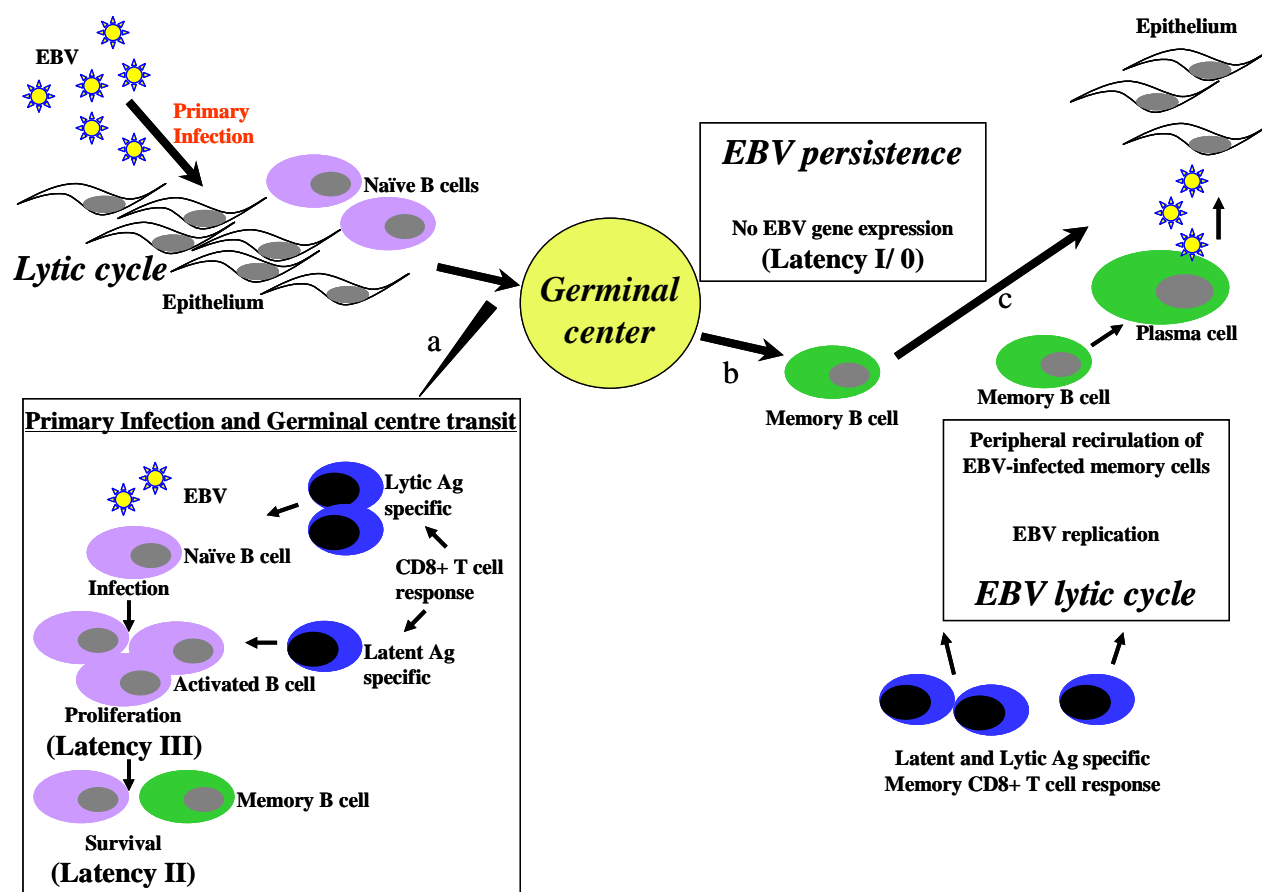 EBV
Primary
Infection
Naïve B cells
Lytic cycle
Epithelium
Germinal
center
a
b
c
EBV persistence
No EBV gene expression
(Latency I/ 0)
Memory B cell
Epithelium
Plasma cell
Memory B cell
Peripheral recirulation of
EBV-infected memory cells
EBV replication
EBV lytic cycle
Latent and Lytic Ag specific
Memory CD8+ T cell response
Primary Infection and Germinal centre transit
EBV
Lytic Ag
specific
Naïve B cell
Infection
CD8+ T cell
response
Latent Ag
specific
Activated B cell
Proliferation
(Latency III)
Memory B cell
Survival
(Latency II)